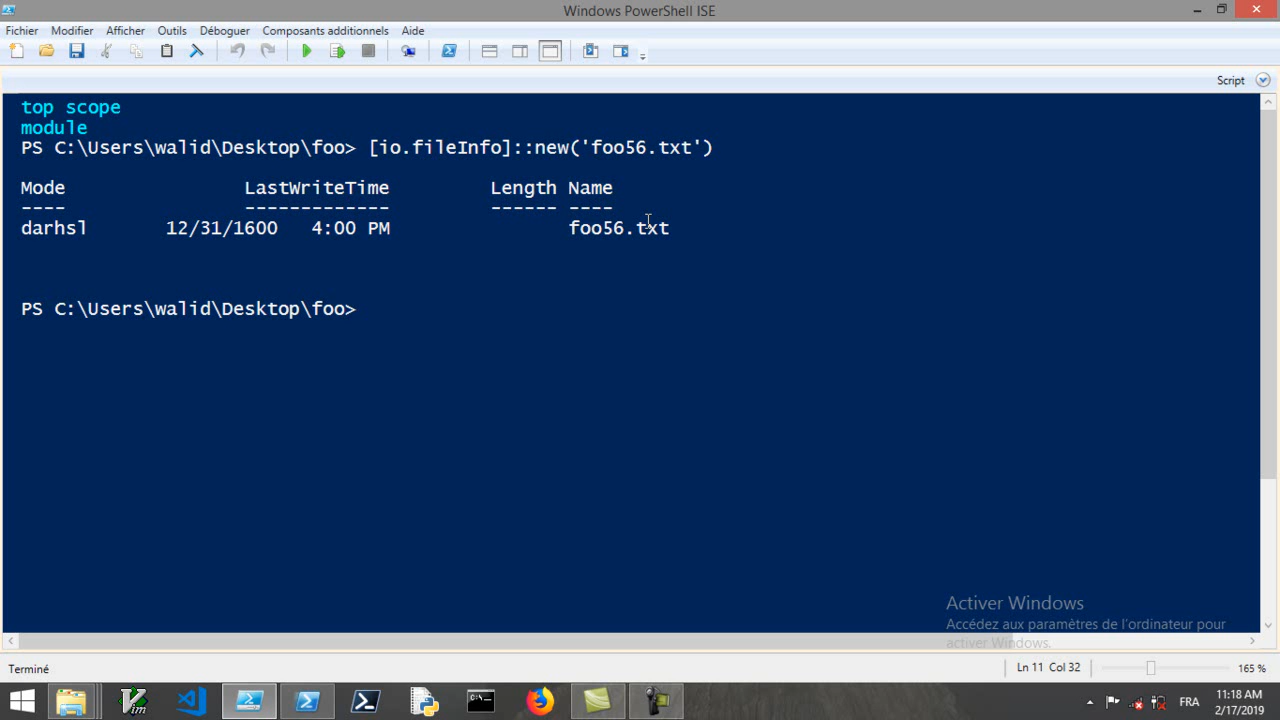 Windows PowerShell ISE
Fichier Modifier Afficher Outils Déboguer Composants additionnels Aide
Script
top scope
module
PS C:\Users\walid\Desktop\foo> [io.fileInfo]::new('foo56.txt')
Mode LastWriteTime Length Name
---- ------------- ------ ----
darhsl 12/31/1600 4:00 PM foo56.txt
PS C:\Users\walid\Desktop\foo>
Activer Windows
Accédez aux paramètres de l'ordinateur pour
activer Windows.
Terminé Ln 11 Col 32 165 %
FRA 11:18 AM
2/17/2019